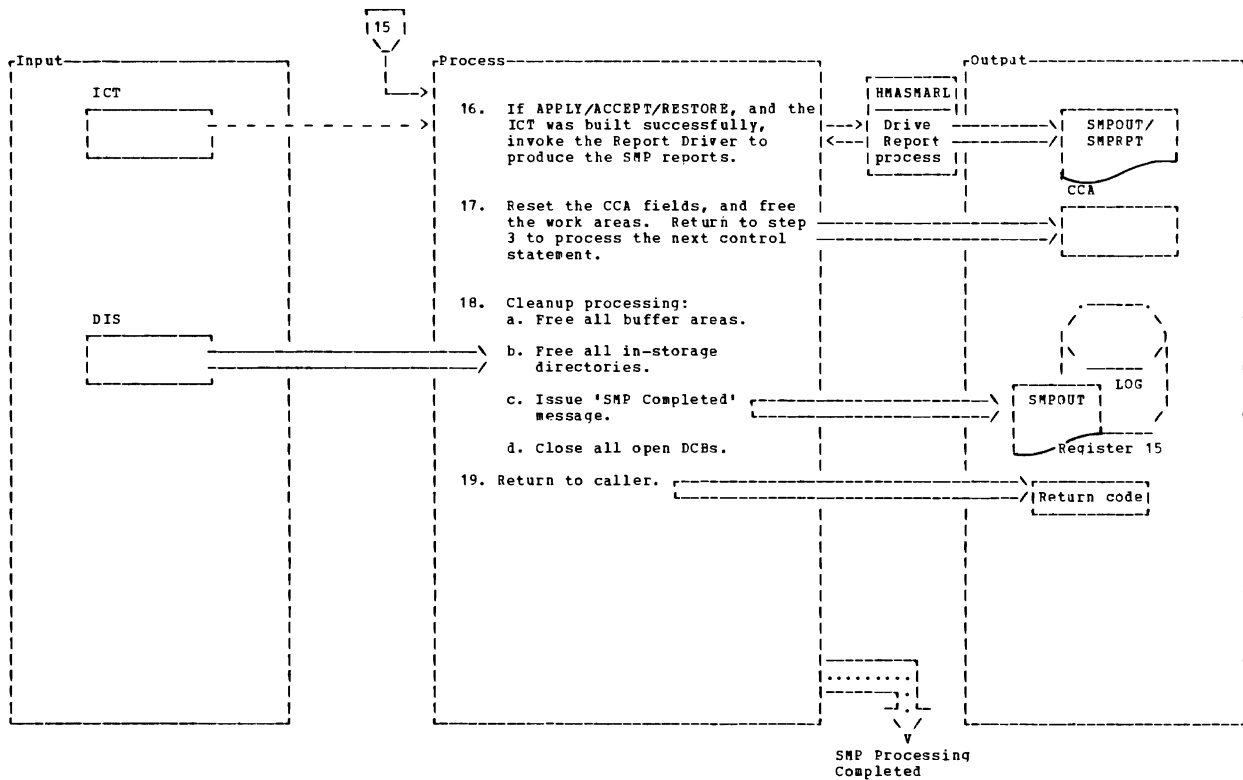 15
Input
Process
Output
ICT
16. If APPLY/ACCEPT/RESTORE, and the
ICT was built successfully,
invoke the Report Driver to
produce the SMP reports.
HMASMARL
Drive
Report
process
SMPOUT/
SMPRPT
CCA
17. Reset the CCA fields, and free
the work areas. Return to step
3 to process the next control
statement.
18. Cleanup processing:
a. Free all buffer areas.
DIS
b. Free all in-storage
directories.
LOG
c. Issue 'SMP Completed'
message.
SMPOUT
d. Close all open DCBs.
Register 15
19. Return to caller.
Return code
SMP Processing
Completed